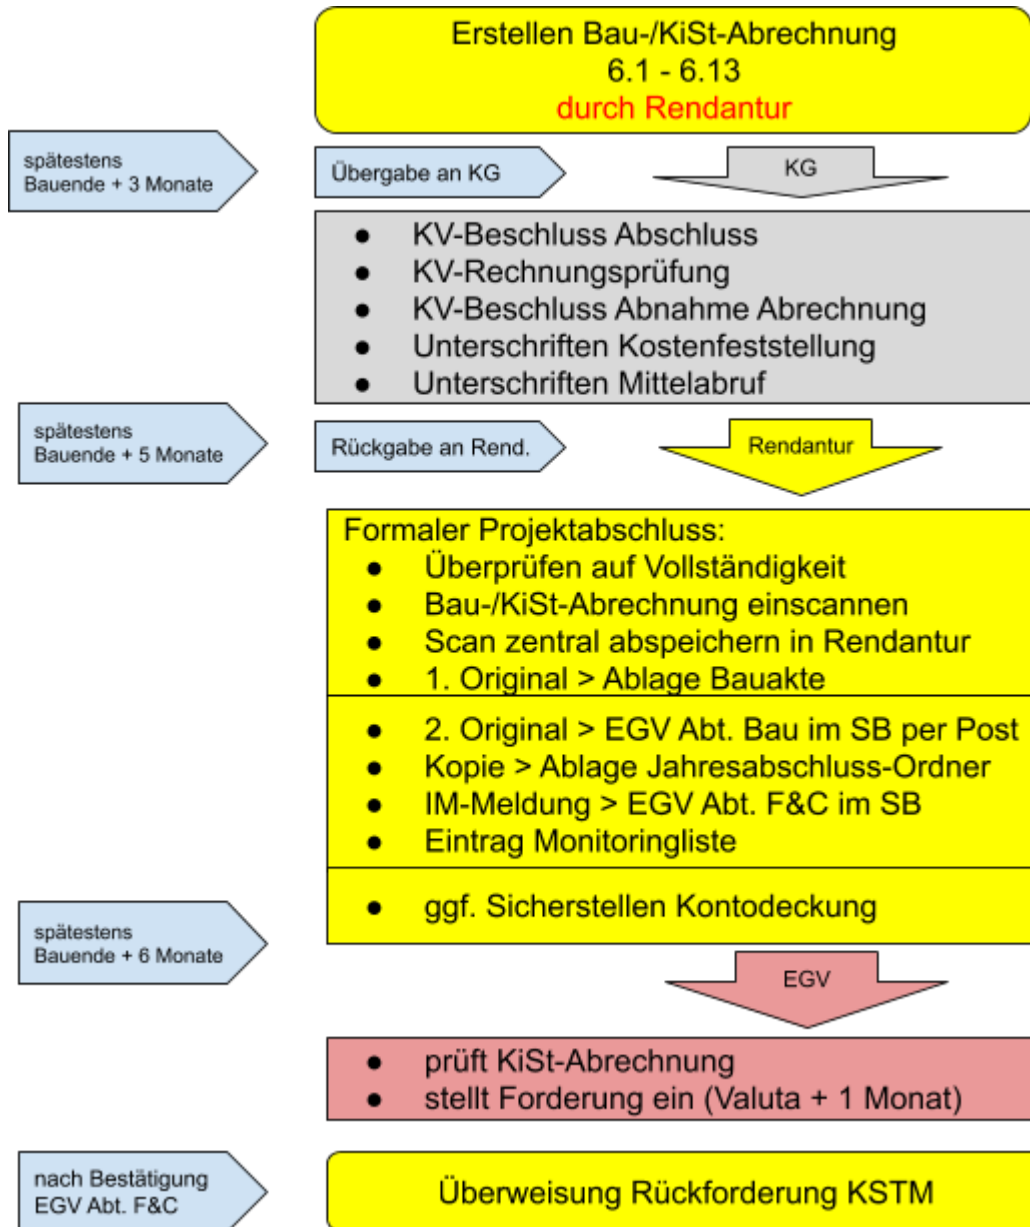 Erstellen Bau-/KiSt-Abrechnung
6.1 - 6.13
durch Rendantur
spätestens
Bauende + 3 Monate
Übergabe an KG
KG
● KV-Beschluss Abschluss
● KV-Rechnungsprüfung
● KV-Beschluss Abnahme Abrechnung
● Unterschriften Kostenfeststellung
● Unterschriften Mittelabruf
spätestens
Bauende + 5 Monate
Rückgabe an Rend.
Rendantur
Formaler Projektabschluss:
● Überprüfen auf Vollständigkeit
● Bau-/KiSt-Abrechnung einscannen
● Scan zentral abspeichern in Rendantur
● 1. Original > Ablage Bauakte
● 2. Original > EGV Abt. Bau im SB per Post
● Kopie > Ablage Jahresabschluss-Ordner
● IM-Meldung > EGV Abt. F&C im SB
● Eintrag Monitoringliste
● ggf. Sicherstellen Kontodeckung
spätestens
Bauende + 6 Monate
EGV
● prüft KiSt-Abrechnung
● stellt Forderung ein (Valuta + 1 Monat)
nach Bestätigung
EGV Abt. F&C
Überweisung Rückforderung KSTM